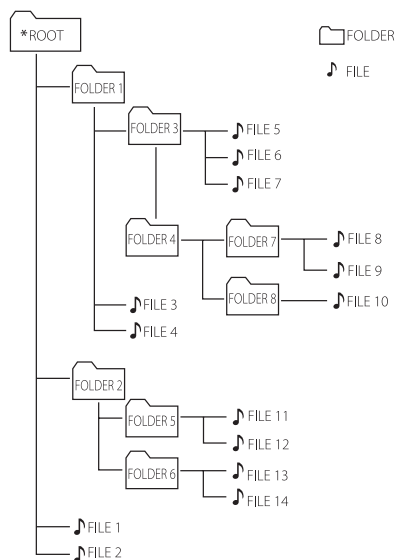 *ROOT
FOLDER
FILE
FOLDER 1
FOLDER 3
FILE 5
FILE 6
FILE 7
FOLDER 4
FOLDER 7
FILE 8
FILE 9
FOLDER 8
FILE 10
FILE 3
FILE 4
FOLDER 2
FOLDER 5
FILE 11
FILE 12
FOLDER 6
FILE 13
FILE 14
FILE 1
FILE 2